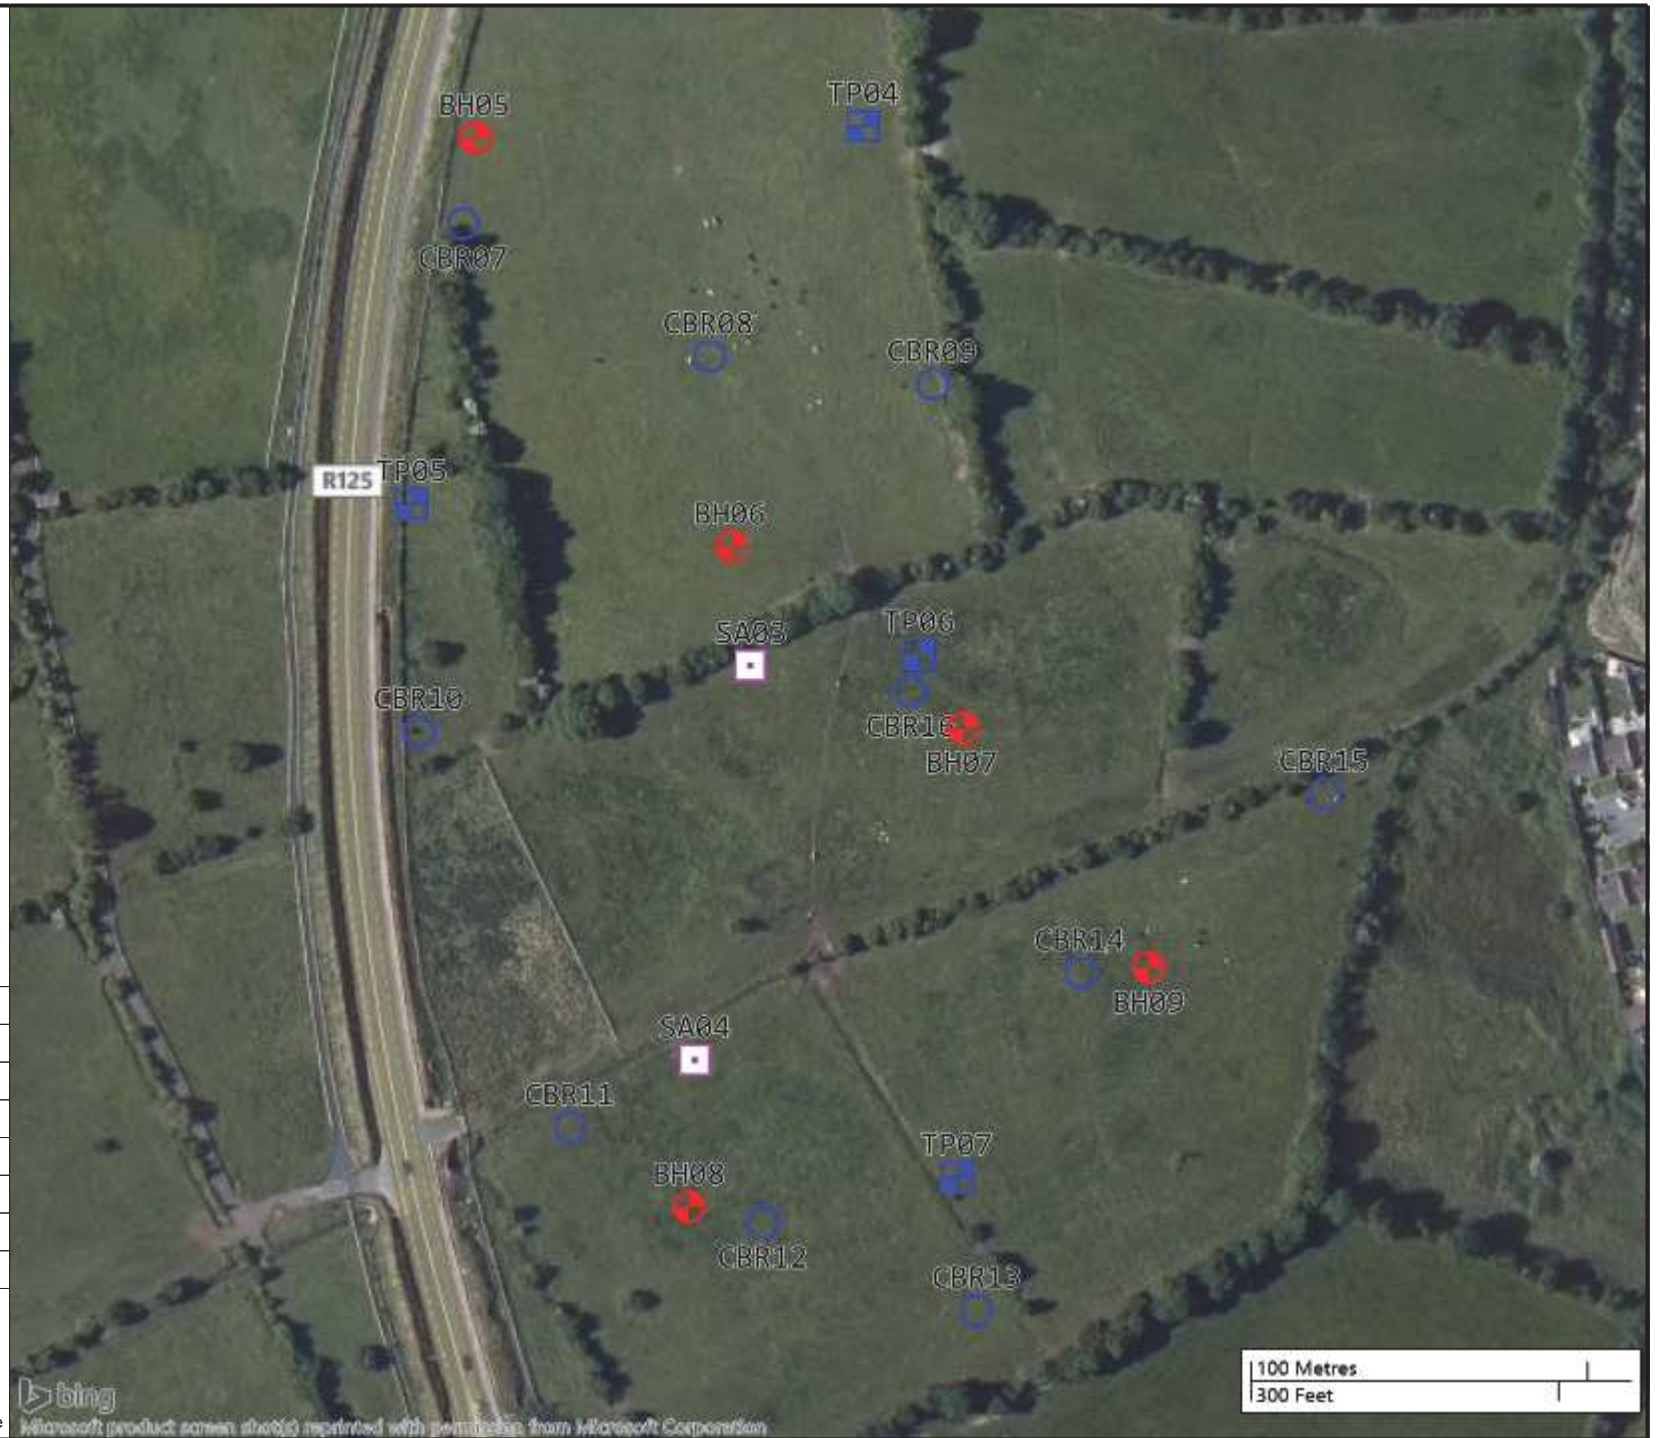 BH05
TP04
CBR07
CBR08
CBR09
R125
TP05
BH06
SA03
TP06
CBR10
CBR16
BH07
CBR15
CBR14
BH09
SA04
CBR11
TP07
BH08
CBR12
CBR13
100 Metres
300 Feet
bing
Microsoft product screen shot(s) reprinted with permission from Microsoft Corporation